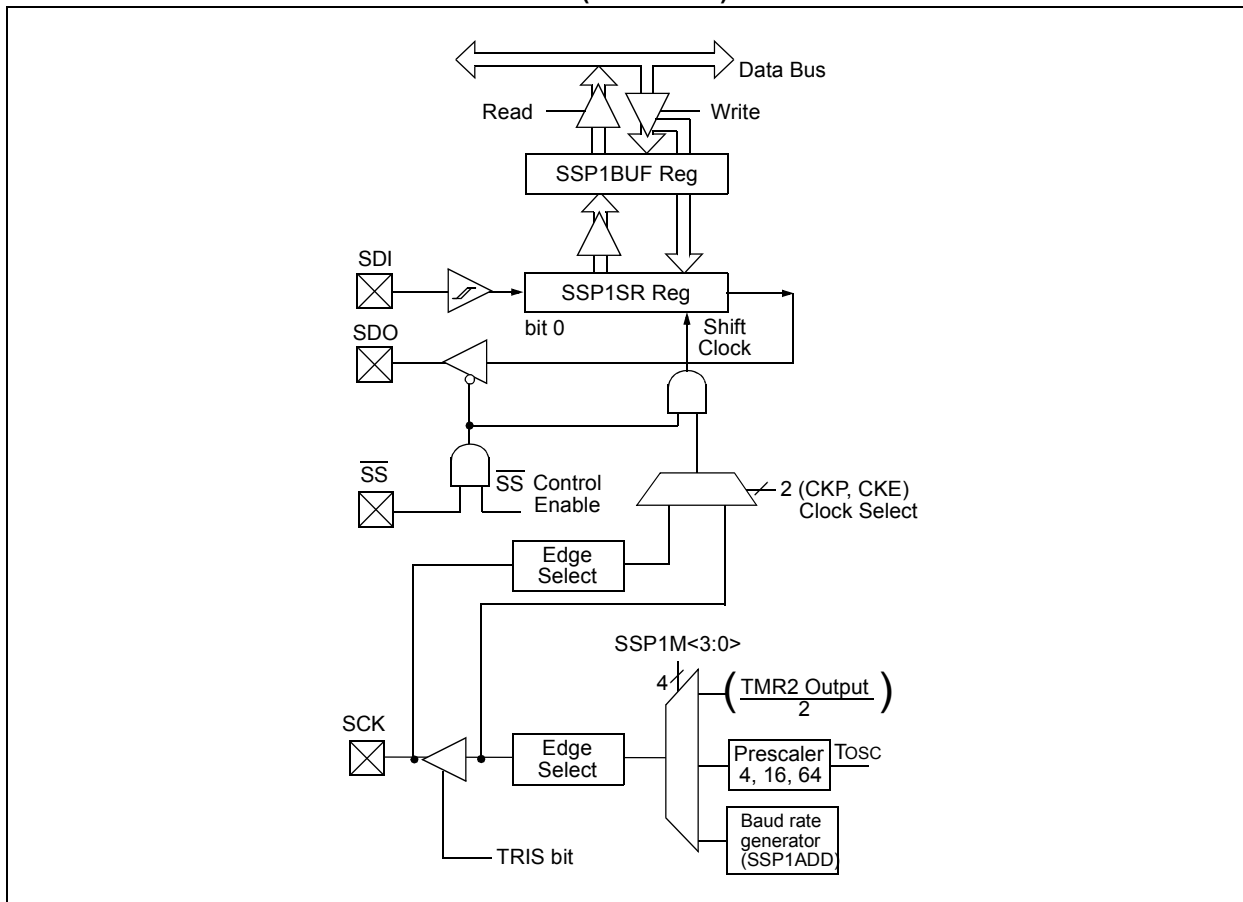 Data Bus
Read
Write
SSP1BUF Reg
SDI
SSP1SR Reg
bit 0
Shift
Clock
SDO
SS
SS Control
Enable
2 (CKP, CKE)
Clock Select
Edge
Select
SSP1M<3:0>
4
(TMR2 Output)
2
SCK
Edge
Select
Prescaler
4, 16, 64
TOSC
Baud rate
generator
(SSP1ADD)
TRIS bit